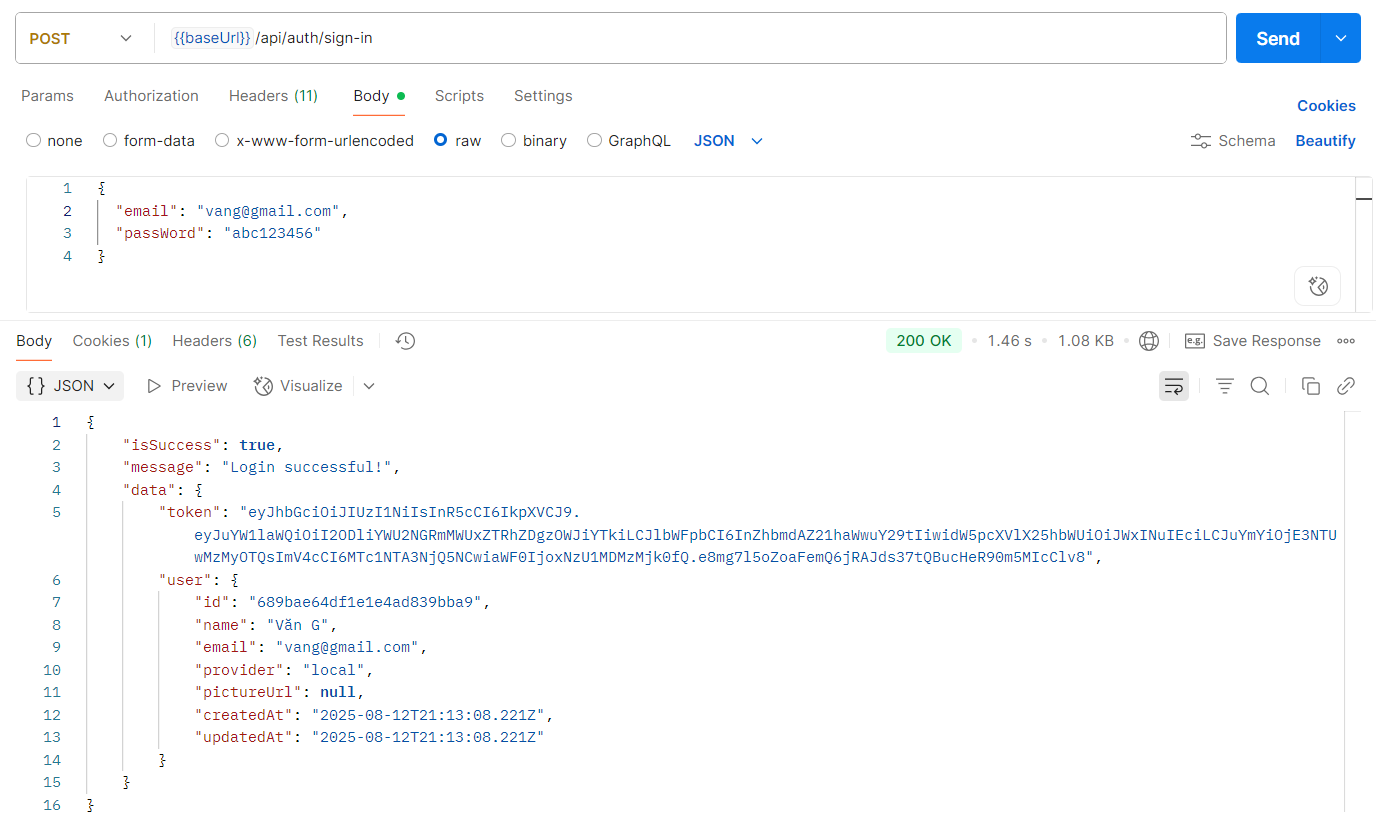 POST {{baseUrl}}/api/auth/sign-in Send
Params Authorization Headers (11) Body Scripts Settings Cookies
none form-data x-www-form-urlencoded raw binary GraphQL JSON Schema Beautify
1 {
2 "email": "vang@gmail.com",
3 "passWord": "abc123456"
4 }
Body Cookies (1) Headers (6) Test Results 200 OK 1.46 s 1.08 KB e.g. Save Response
{} JSON Preview Visualize
1 {
2 "isSuccess": true,
3 "message": "Login successful!",
4 "data": {
5 "token": "eyJhbGciOiJIUzI1NiIsInR5cCI6IkpXVCJ9.
eyJuYW1laWQiOiI2ODliYWU2NGRmMWUxZTRhZDgzOWJiYTkiLCJlbWFpbCI6InZhbmdAZ21haWwuY29tIiwidW5pcXVlX25hbWUiOiJWxINuIEciLCJuYmYiOjE3NTU
wMzMyOTQsImV4cCI6MTc1NTA3NjQ5NCwiaWF0IjoxNzU1MDMzMjk0fQ.e8mg7l5oZoaFemQ6jRAJds37tQBucHeR90m5MIcClv8",
6 "user": {
7 "id": "689bae64df1e1e4ad839bba9",
8 "name": "Văn G",
9 "email": "vang@gmail.com",
10 "provider": "local",
11 "pictureUrl": null,
12 "createdAt": "2025-08-12T21:13:08.221Z",
13 "updatedAt": "2025-08-12T21:13:08.221Z"
14 }
15 }
16 }